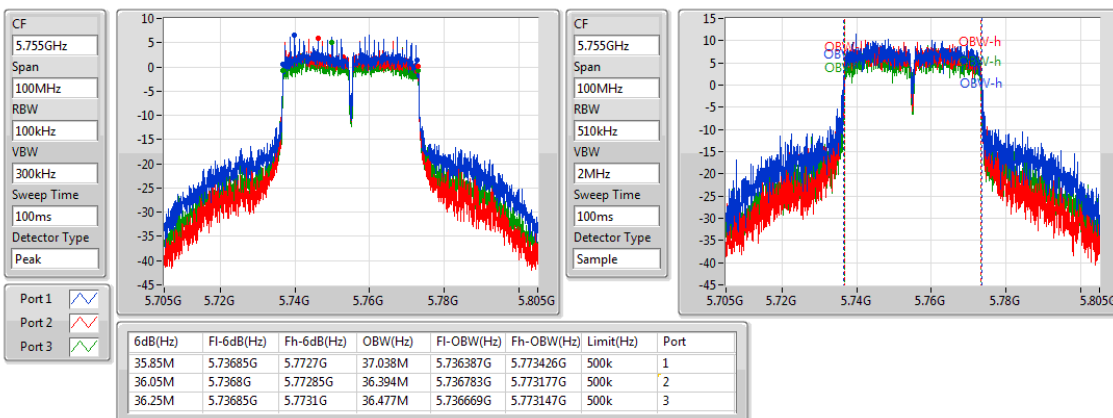 CF
5.755GHz
Span
100MHz
RBW
100kHz
VBW
300kHz
Sweep Time
100ms
Detector Type
Peak
Port 1
Port 2
Port 3
10
5
0
-5
-10
-15
-20
-25
-30
-35
-40
-45
5.705G 5.72G 5.74G 5.76G 5.78G 5.805G
CF
5.755GHz
Span
100MHz
RBW
510kHz
VBW
2MHz
Sweep Time
100ms
Detector Type
Sample
15
10
5
0
-5
-10
-15
-20
-25
-30
-35
-40
-45
OBW-h
OBW-h
OBW-h
5.705G 5.72G 5.74G 5.76G 5.78G 5.805G
6dB(Hz) Fl-6dB(Hz) Fh-6dB(Hz) OBW(Hz) Fl-OBW(Hz) Fh-OBW(Hz) Limit(Hz) Port
35.85M 5.73685G 5.7727G 37.038M 5.736387G 5.773426G 500k 1
36.05M 5.7368G 5.77285G 36.394M 5.736783G 5.773177G 500k 2
36.25M 5.73685G 5.7731G 36.477M 5.736669G 5.773147G 500k 3